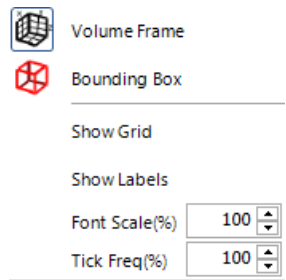 Volume Frame
Bounding Box
Show Grid
Show Labels
Font Scale(%) 100
Tick Freq(%) 100